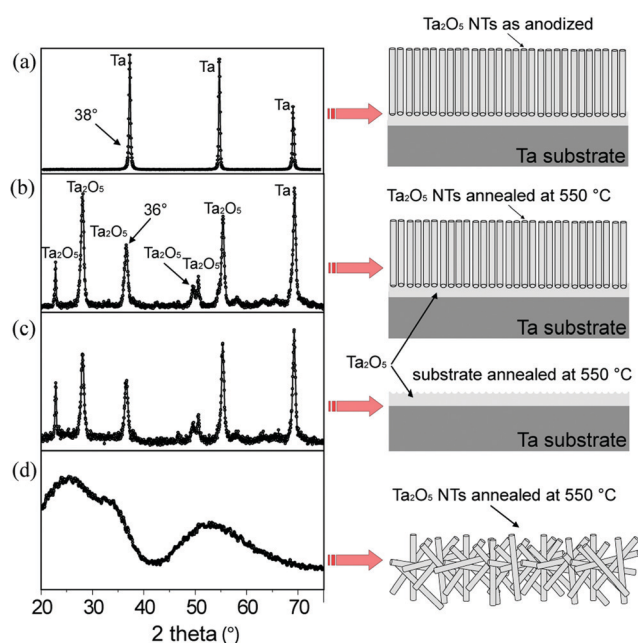 (a)
Ta
Ta
Ta
38°
Ta₂O₅ NTs as anodized
Ta substrate
(b)
Ta₂O₅
Ta₂O₅
Ta₂O₅
36°
Ta₂O₅
Ta₂O₅
Ta₂O₅
Ta
Ta₂O₅ NTs annealed at 550 °C
Ta substrate
Ta₂O₅
(c)
substrate annealed at 550 °C
Ta substrate
(d)
Ta₂O₅ NTs annealed at 550 °C
20 30 40 50 60 70
2 theta (°)